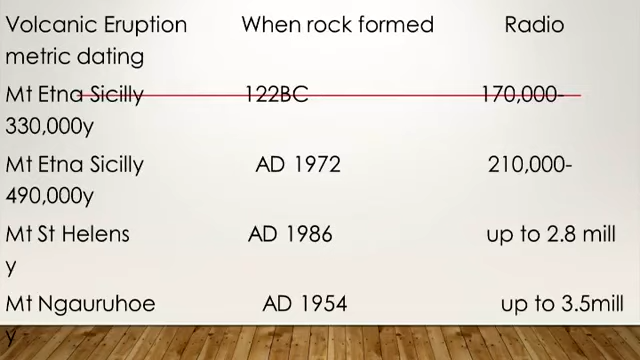 Volcanic Eruption When rock formed Radio
metric dating
Mt Etna Sicilly 122BC 170,000-
330,000y
Mt Etna Sicilly AD 1972 210,000-
490,000y
Mt St Helens AD 1986 up to 2.8 mill
y
Mt Ngauruhoe AD 1954 up to 3.5mill
y